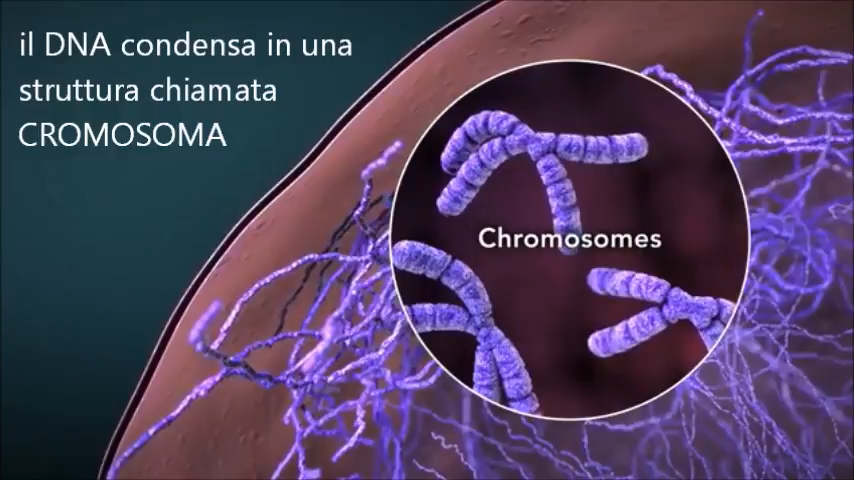 il DNA condensa in una
struttura chiamata
CROMOSOMA
Chromosomes